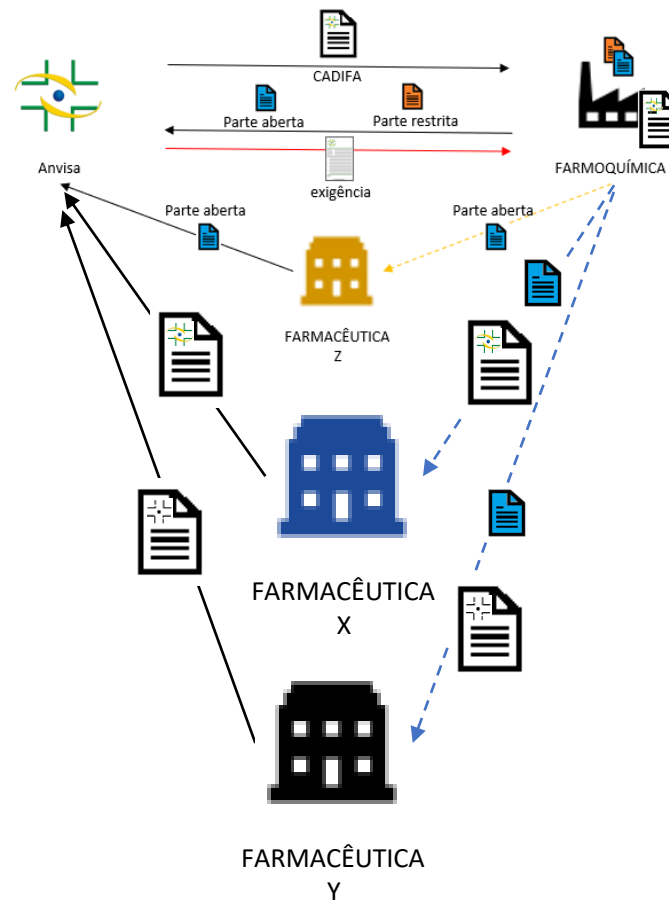 CADIFA
Parte aberta
Parte restrita
Anvisa
exigência
FARMOQUÍMICA
Parte aberta
Parte aberta
FARMACÊUTICA
Z
FARMACÊUTICA
X
FARMACÊUTICA
Y